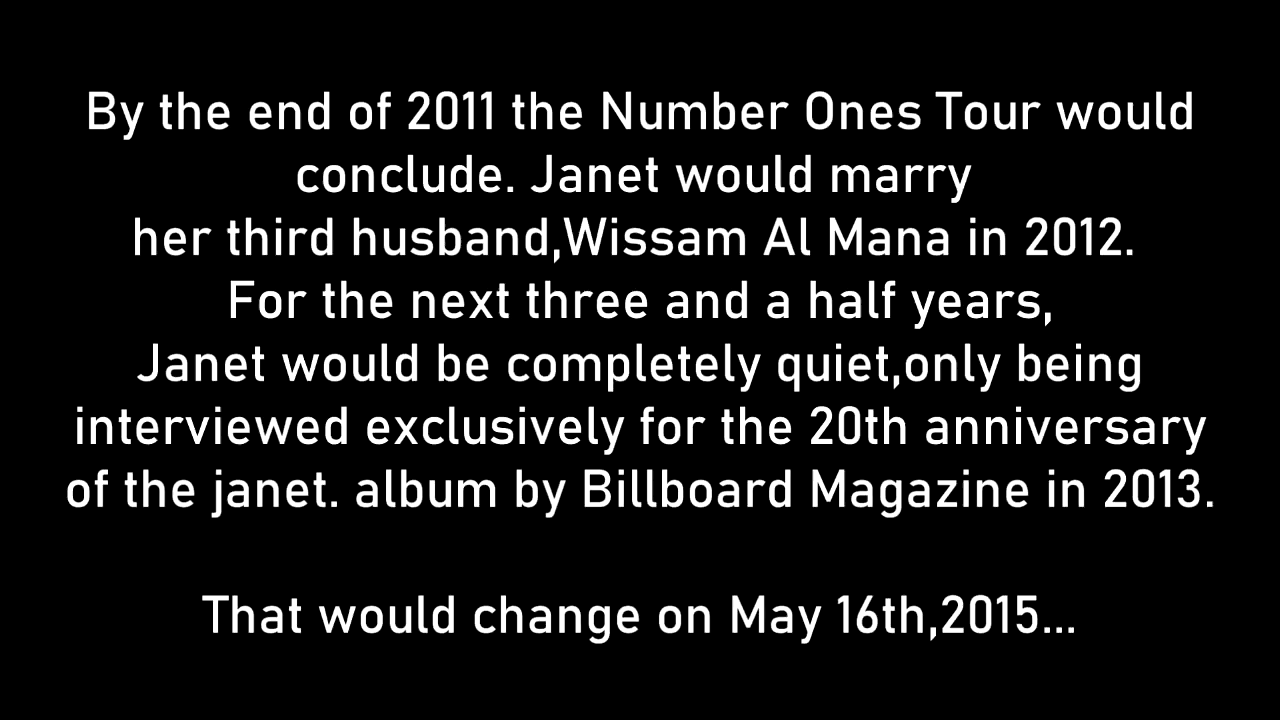 By the end of 2011 the Number Ones Tour would
conclude. Janet would marry
her third husband,Wissam Al Mana in 2012.
For the next three and a half years,
Janet would be completely quiet,only being
interviewed exclusively for the 20th anniversary
of the janet. album by Billboard Magazine in 2013.
That would change on May 16th,2015...